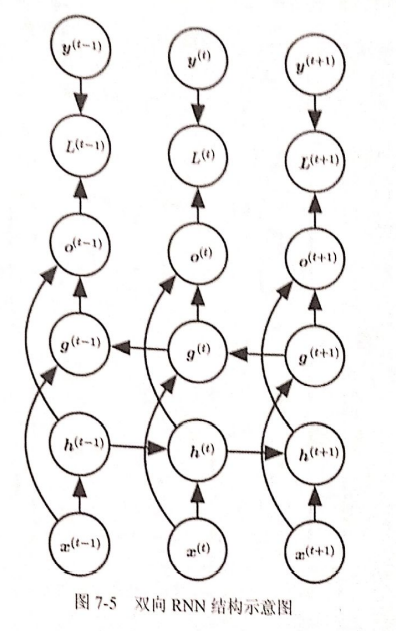 y(t−1) y(t) y(t+1)
L(t−1) L(t) L(t+1)
o(t−1) o(t) o(t+1)
g(t−1) g(t) g(t+1)
h(t−1) h(t) h(t+1)
x(t−1) x(t) x(t+1)
图 7-5 双向 RNN 结构示意图